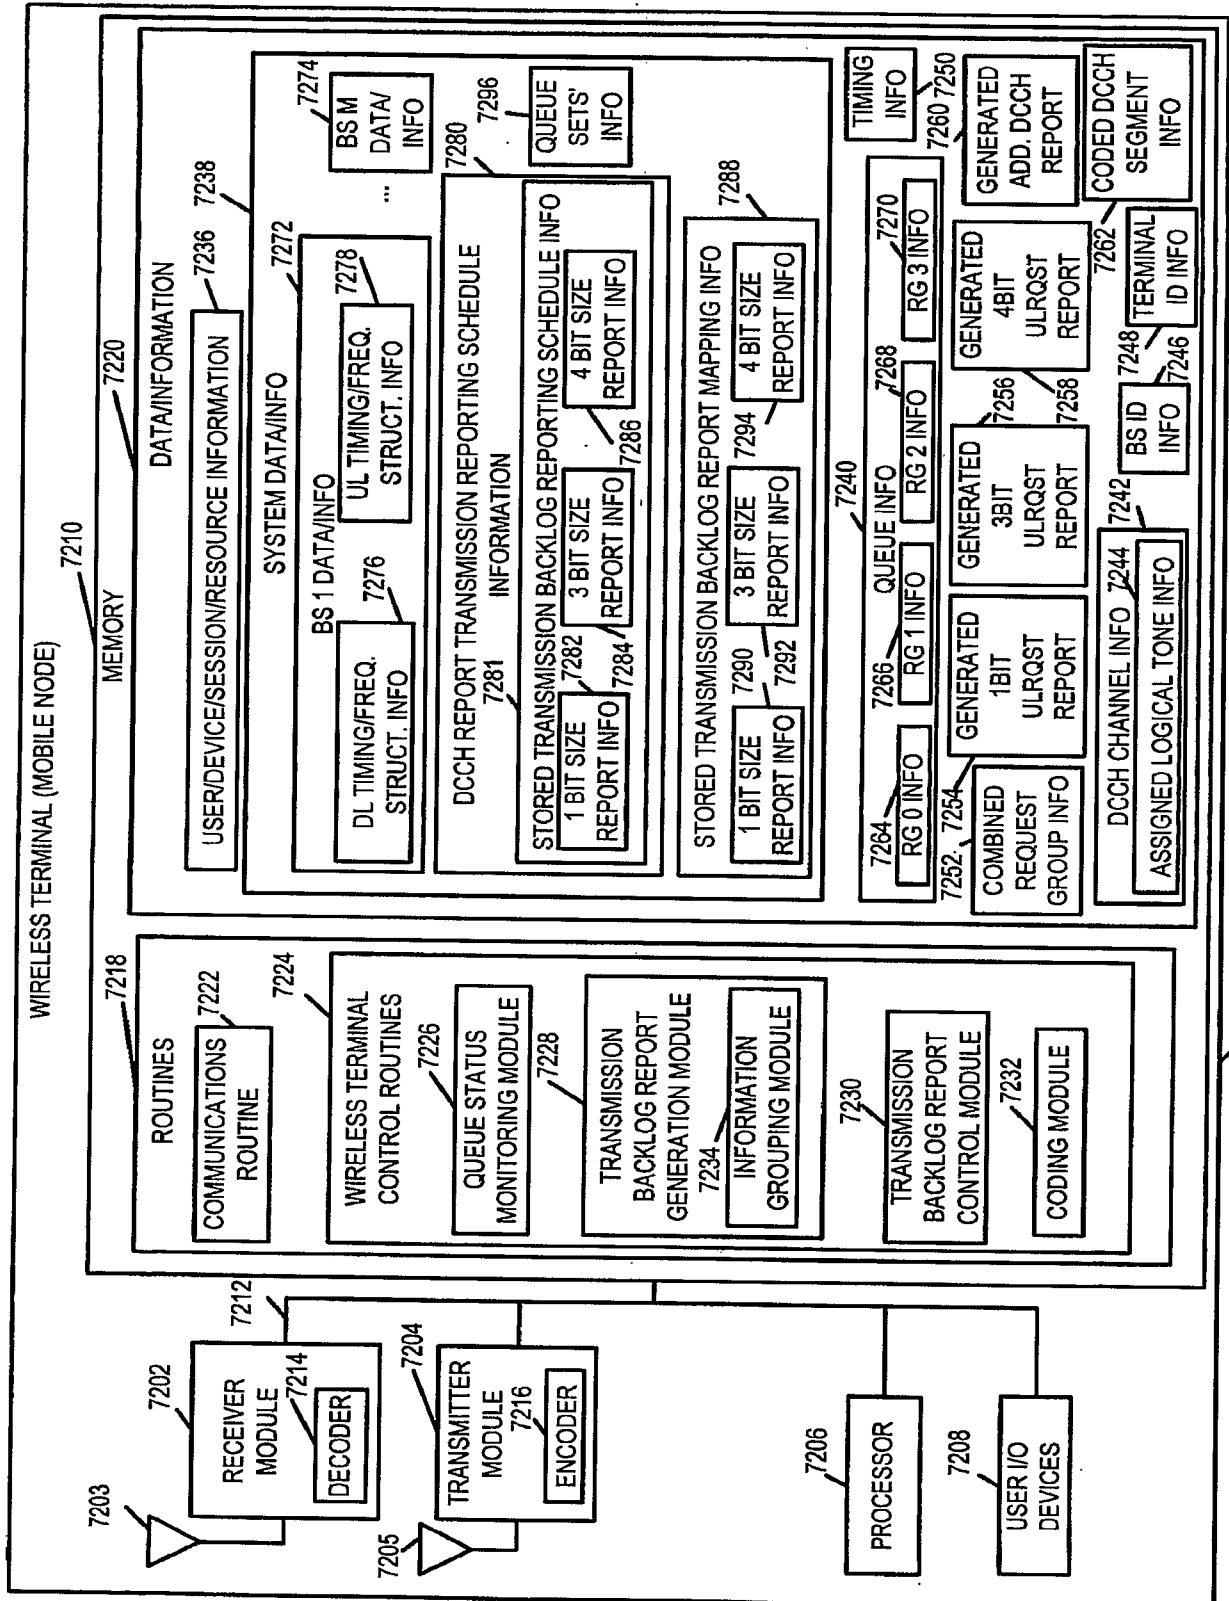 WIRELESS TERMINAL (MOBILE NODE)
7203
7202
RECEIVER
MODULE
7214
DECODER
7212
7205
7204
TRANSMITTER
MODULE
7216
ENCODER
7206
PROCESSOR
7208
USER I/O
DEVICES
7210
MEMORY
7218
ROUTINES
7222
COMMUNICATIONS
ROUTINE
7224
WIRELESS TERMINAL
CONTROL ROUTINES
7226
QUEUE STATUS
MONITORING MODULE
7228
TRANSMISSION
BACKLOG REPORT
GENERATION MODULE
7234
INFORMATION
GROUPING MODULE
7230
TRANSMISSION
BACKLOG REPORT
CONTROL MODULE
7232
CODING MODULE
7220
DATA/INFORMATION
7236
USER/DEVICE/SESSION/RESOURCE INFORMATION
7238
SYSTEM DATA/INFO
7272
BS 1 DATA/INFO
7276
DL TIMING/FREQ.
STRUCT. INFO
7278
UL TIMING/FREQ.
STRUCT. INFO
...
7274
BS M
DATA/
INFO
7280
DCCH REPORT TRANSMISSION REPORTING SCHEDULE
INFORMATION
7281
STORED TRANSMISSION BACKLOG REPORTING SCHEDULE INFO
7282
1 BIT SIZE
REPORT INFO
7284
3 BIT SIZE
REPORT INFO
7286
4 BIT SIZE
REPORT INFO
7296
QUEUE
SETS'
INFO
7288
STORED TRANSMISSION BACKLOG REPORT MAPPING INFO
7290
1 BIT SIZE
REPORT INFO
7292
3 BIT SIZE
REPORT INFO
7294
4 BIT SIZE
REPORT INFO
7240
QUEUE INFO
7264
RG 0 INFO
7266
RG 1 INFO
7268
RG 2 INFO
7270
RG 3 INFO
TIMING
INFO
7250
7252
COMBINED
REQUEST
GROUP INFO
7254
GENERATED
1BIT
ULRQST
REPORT
7256
GENERATED
3BIT
ULRQST
REPORT
7258
GENERATED
4BIT
ULRQST
REPORT
7260
GENERATED
ADD. DCCH
REPORT
7242
DCCH CHANNEL INFO
7244
ASSIGNED LOGICAL TONE INFO
7246
BS ID
INFO
7248
TERMINAL
ID INFO
7262
CODED DCCH
SEGMENT
INFO